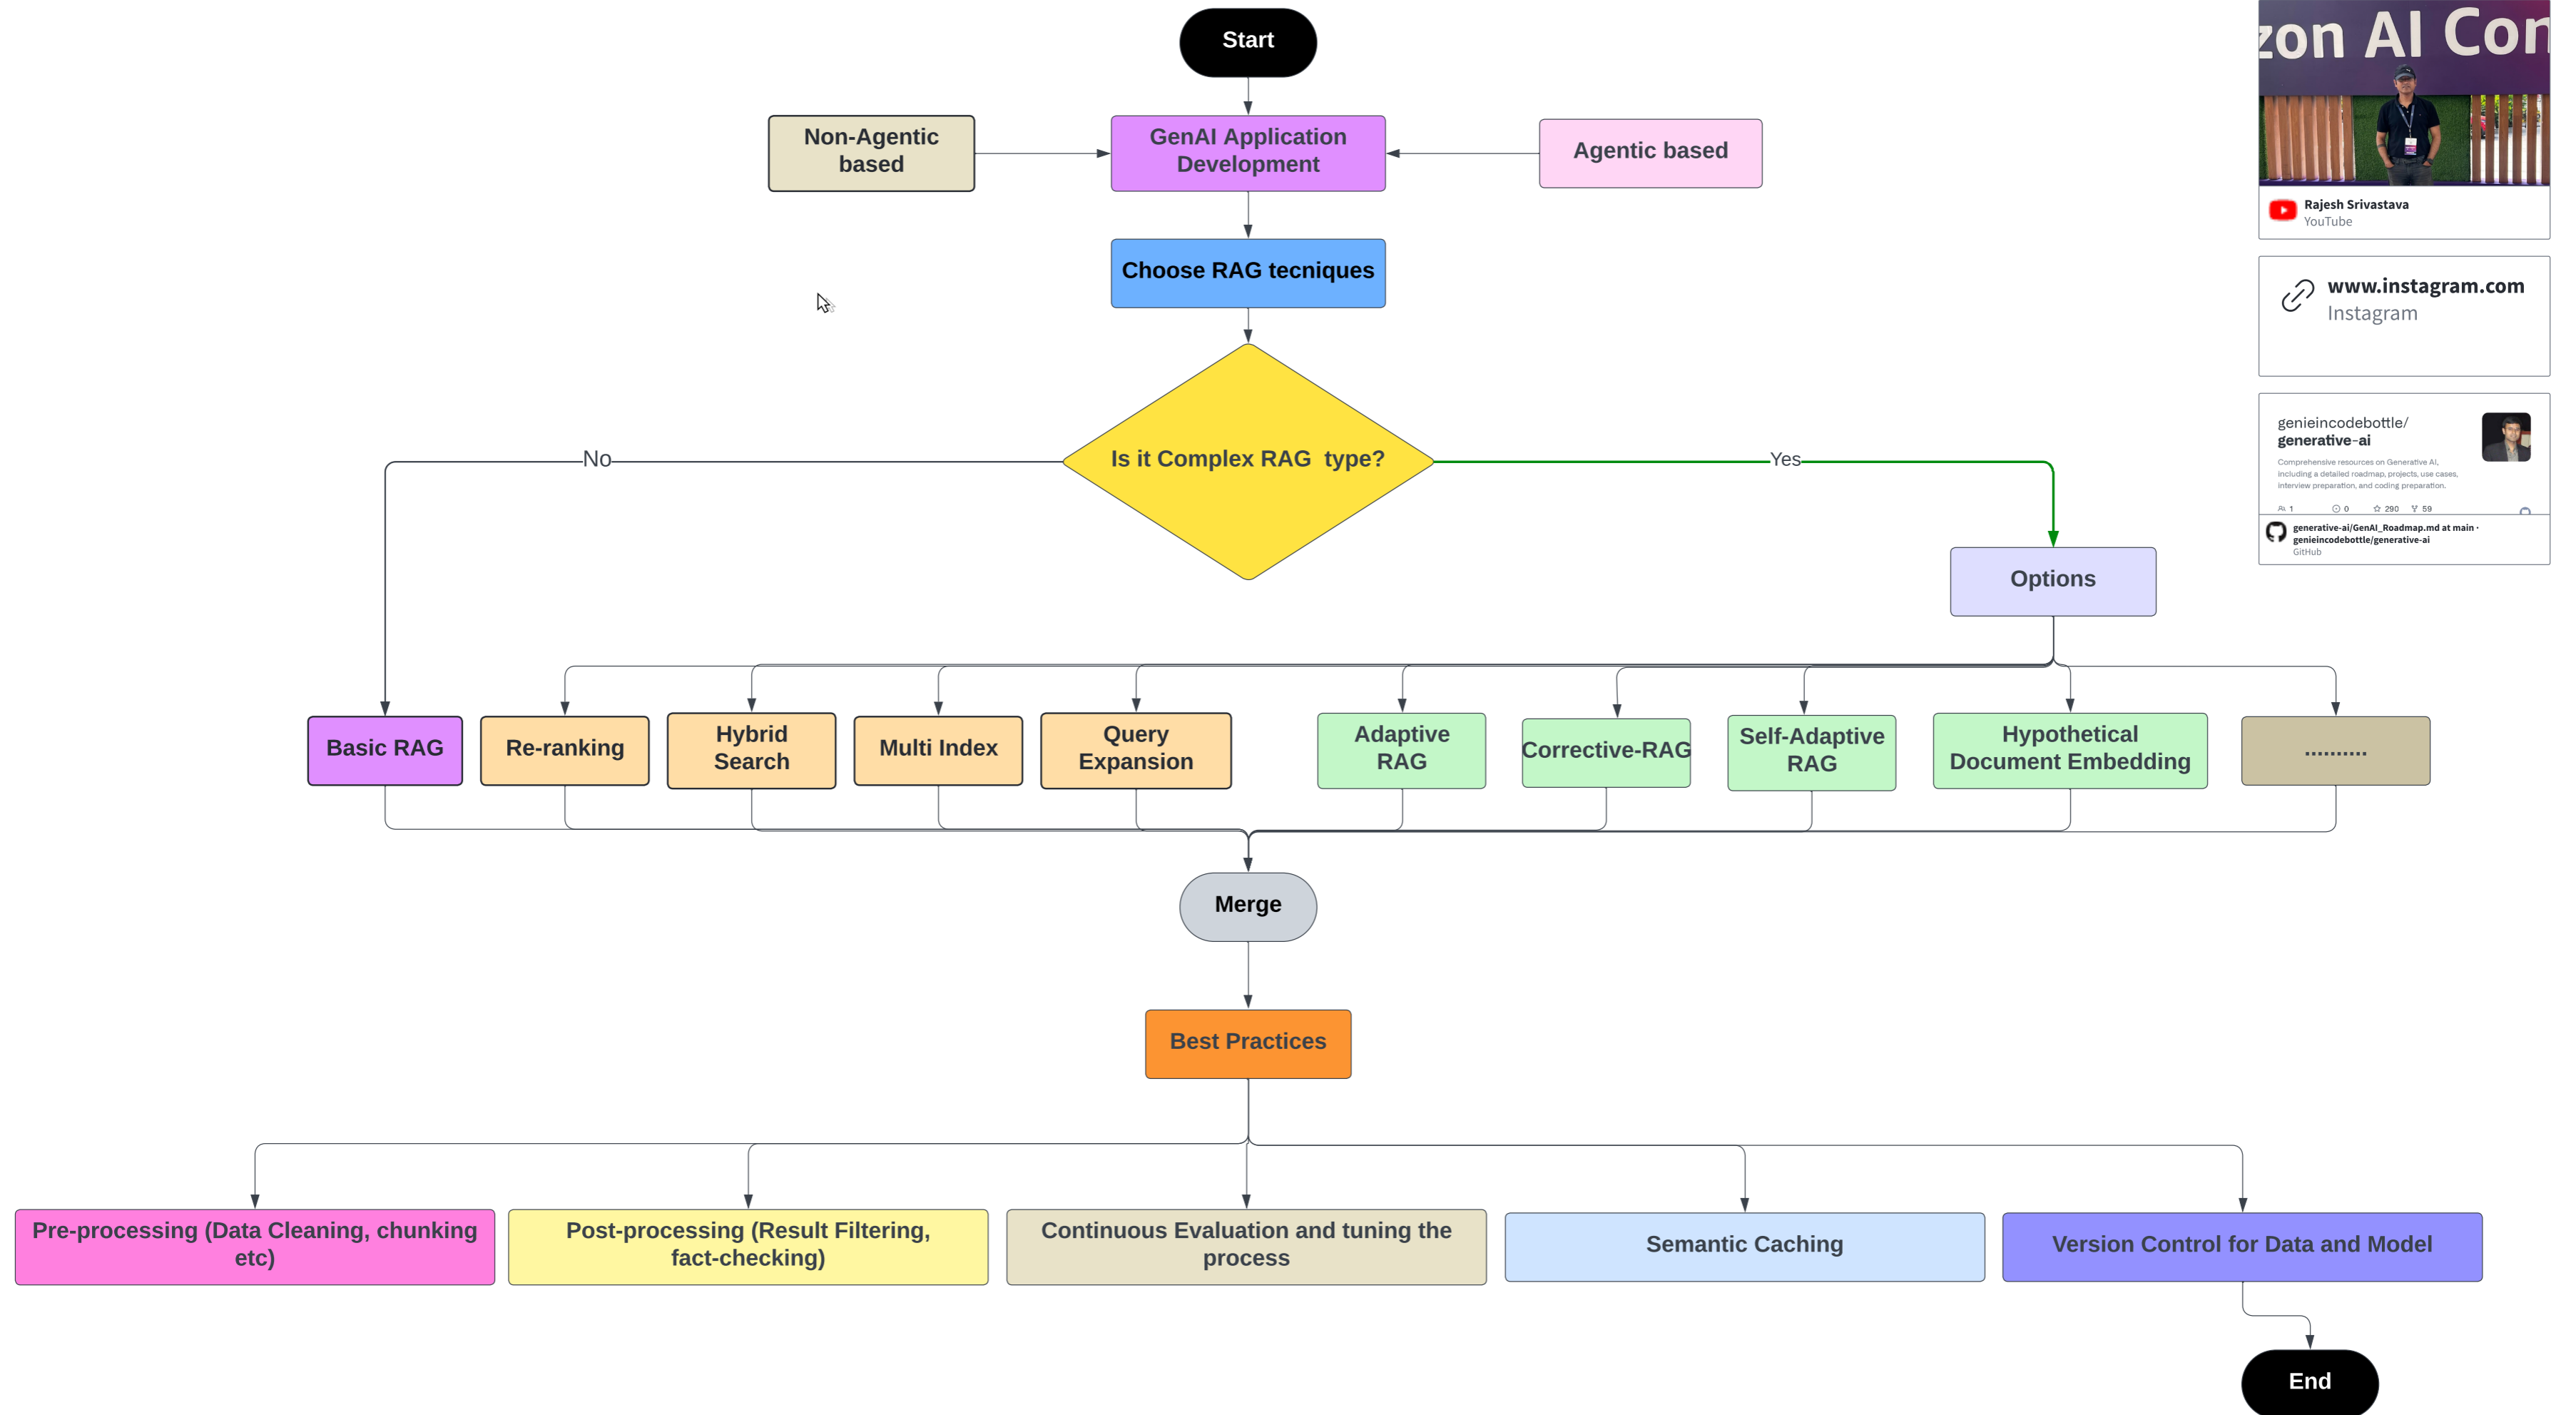 Start
Non-Agentic
based
GenAI Application
Development
Agentic based
Choose RAG tecniques
Is it Complex RAG  type?
No
Yes
Options
Basic RAG
Re-ranking
Hybrid
Search
Multi Index
Query
Expansion
Adaptive
RAG
Corrective-RAG
Self-Adaptive
RAG
Hypothetical
Document Embedding
..........
Merge
Best Practices
Pre-processing (Data Cleaning, chunking
etc)
Post-processing (Result Filtering,
fact-checking)
Continuous Evaluation and tuning the
process
Semantic Caching
Version Control for Data and Model
End
zon AI Con
Rajesh Srivastava
YouTube
www.instagram.com
Instagram
genieincodebottle/
generative-ai
Comprehensive resources on Generative AI,
including a detailed roadmap, projects, use cases,
interview preparation, and coding preparation.
1 0 290 59
generative-ai/GenAI_Roadmap.md at main ·
genieincodebottle/generative-ai
GitHub